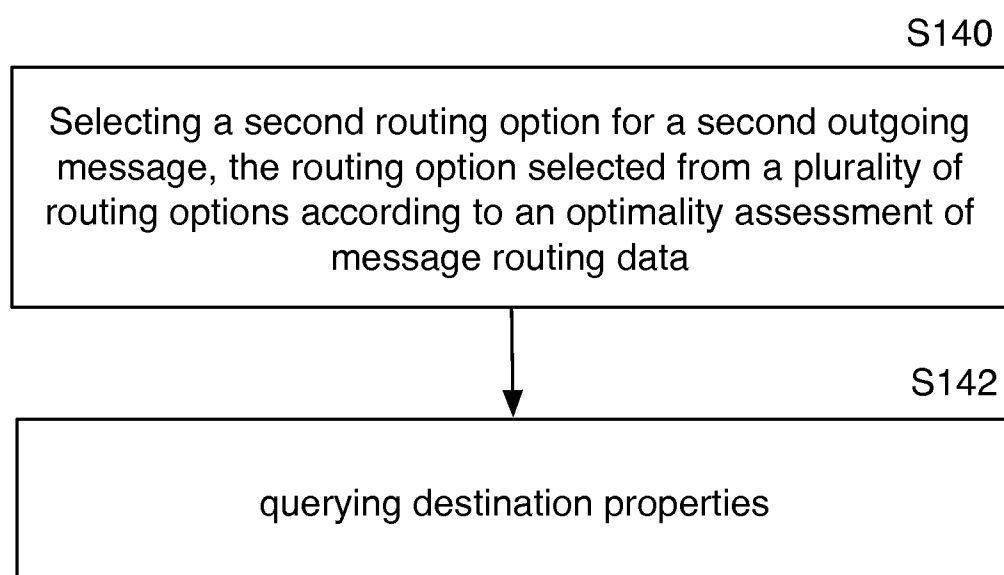 S140
Selecting a second routing option for a second outgoing
message, the routing option selected from a plurality of
routing options according to an optimality assessment of
message routing data
S142
querying destination properties